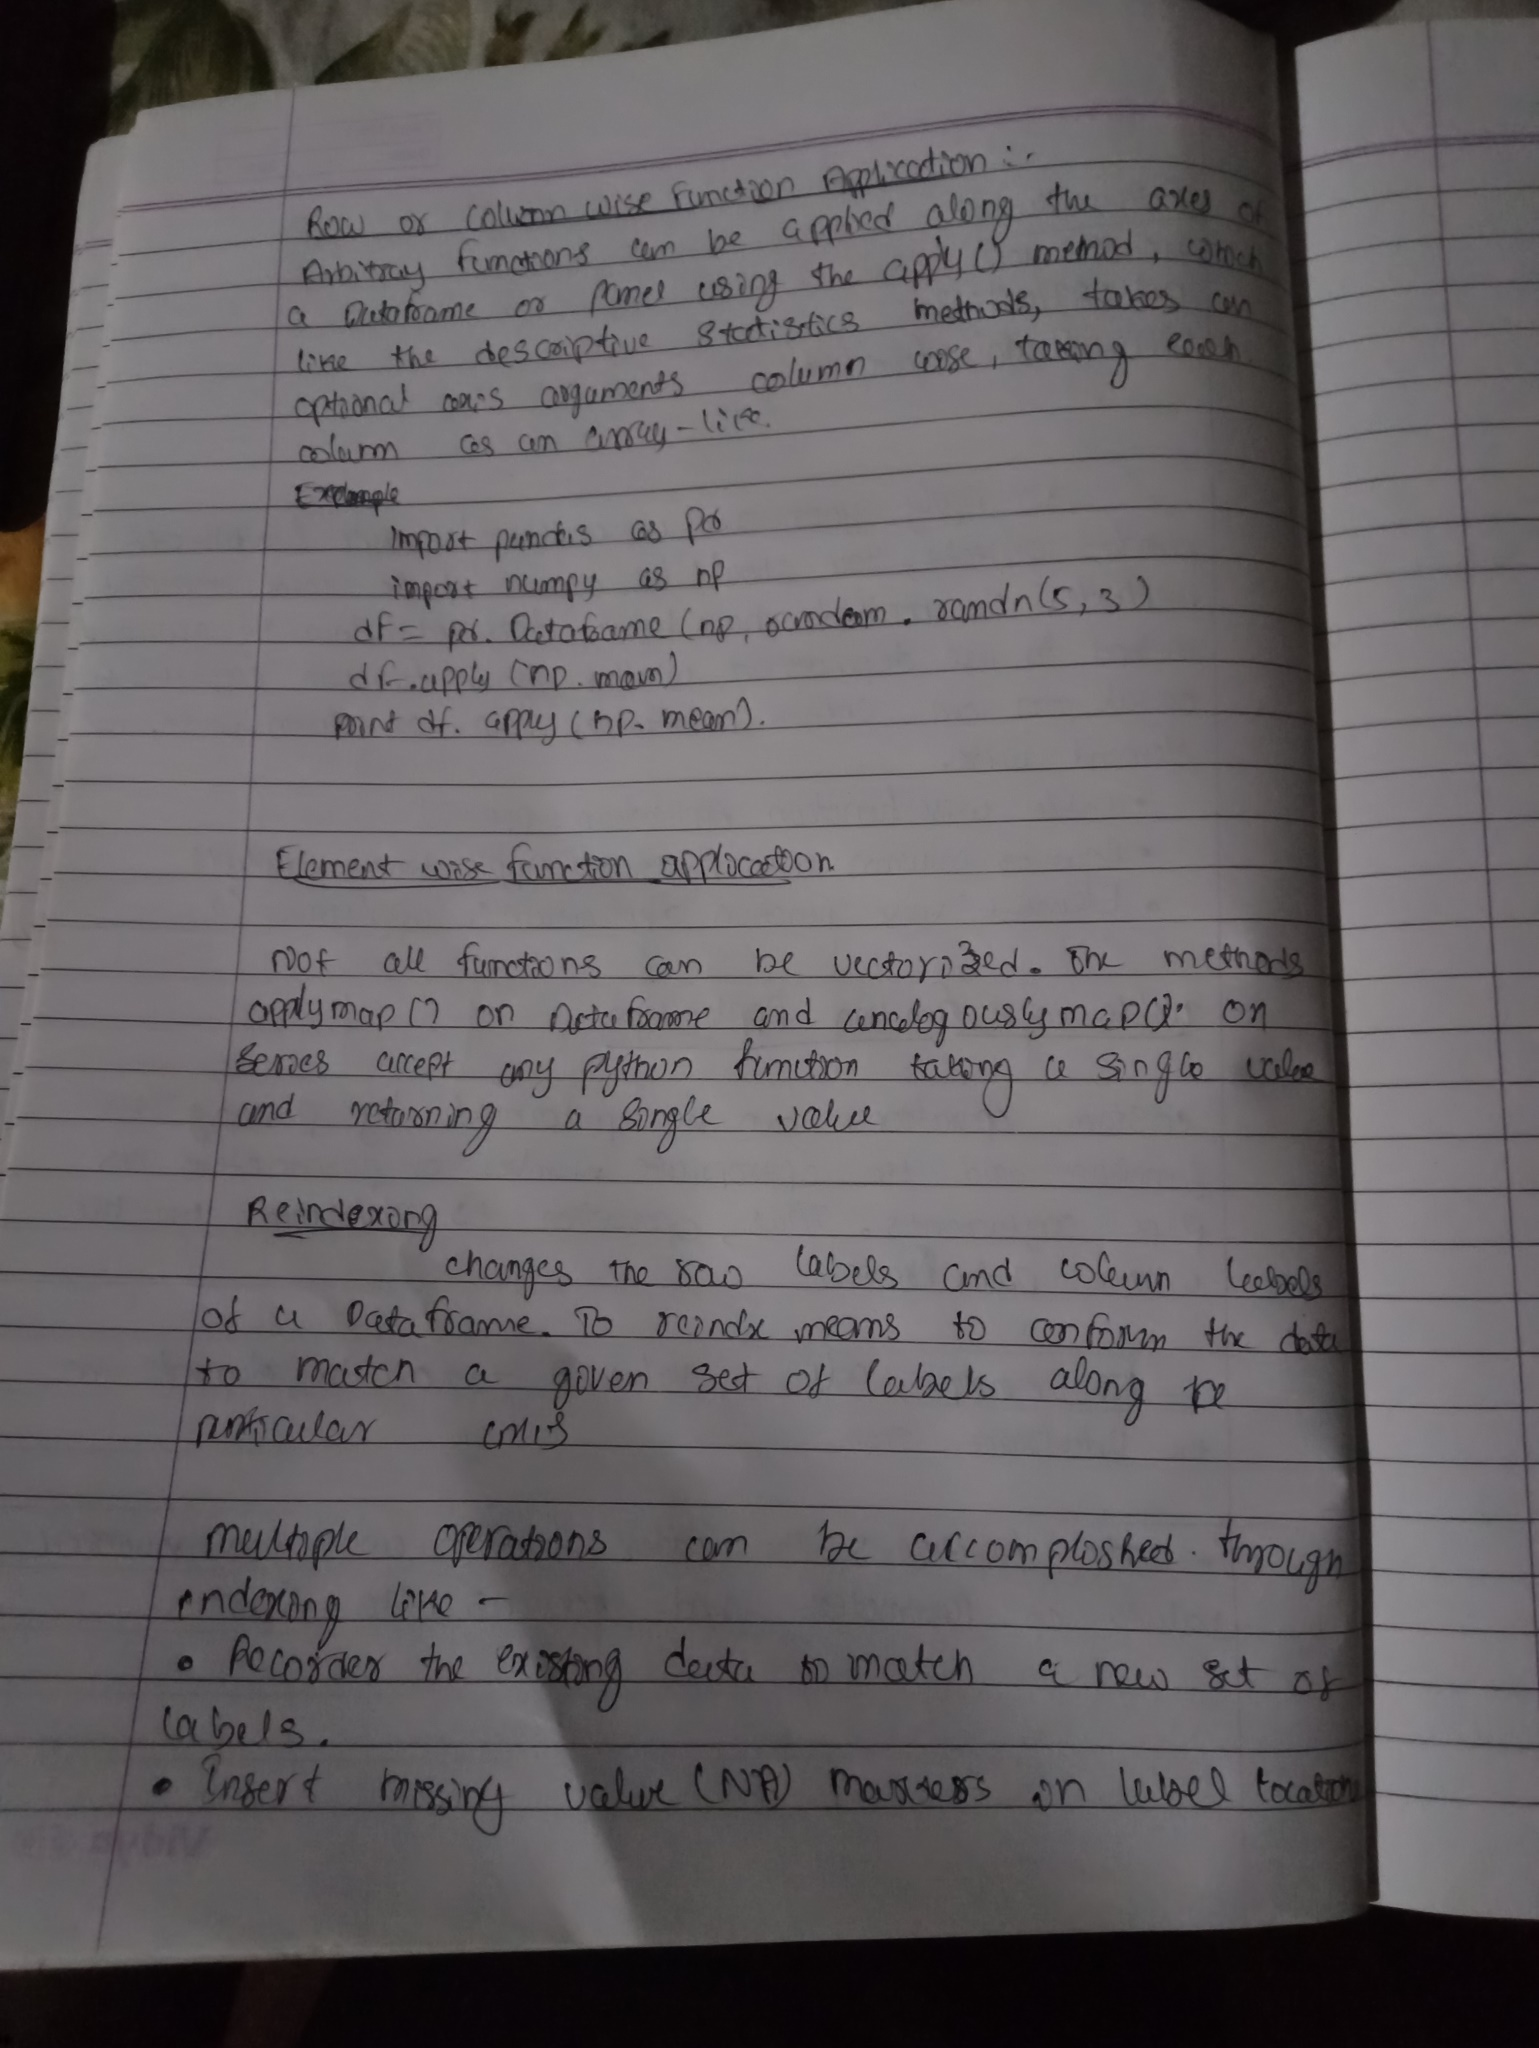 Row or Column wise Function Application :-
Arbitray functions can be applied along the axes of
a Dataframe or Panel using the apply() method, which
like the descriptive Statistics methods, takes an
optional axis arguments column wise, taking each
colum as an array-like.
Example
import pandas as pd
import numpy as np
df = pd. Dataframe (np, random. randn(5,3)
df.apply (np. mean)
print df. apply (np. mean).
Element wise function application
Not all functions can be vectorized. The methods
applymap() on Dataframe and analogously map(): on
Series accept any python function taking a single value
and returning a single value
Reindexing
changes the row labels and column labels
of a Dataframe. To reindx means to conform the data
to match a given set of labels along
particular axis
multiple operations can be accomplished. through
indexing like -
• Recorder the existing data to match a new set of
labels.
• Insert missing value (NA) markers in label location